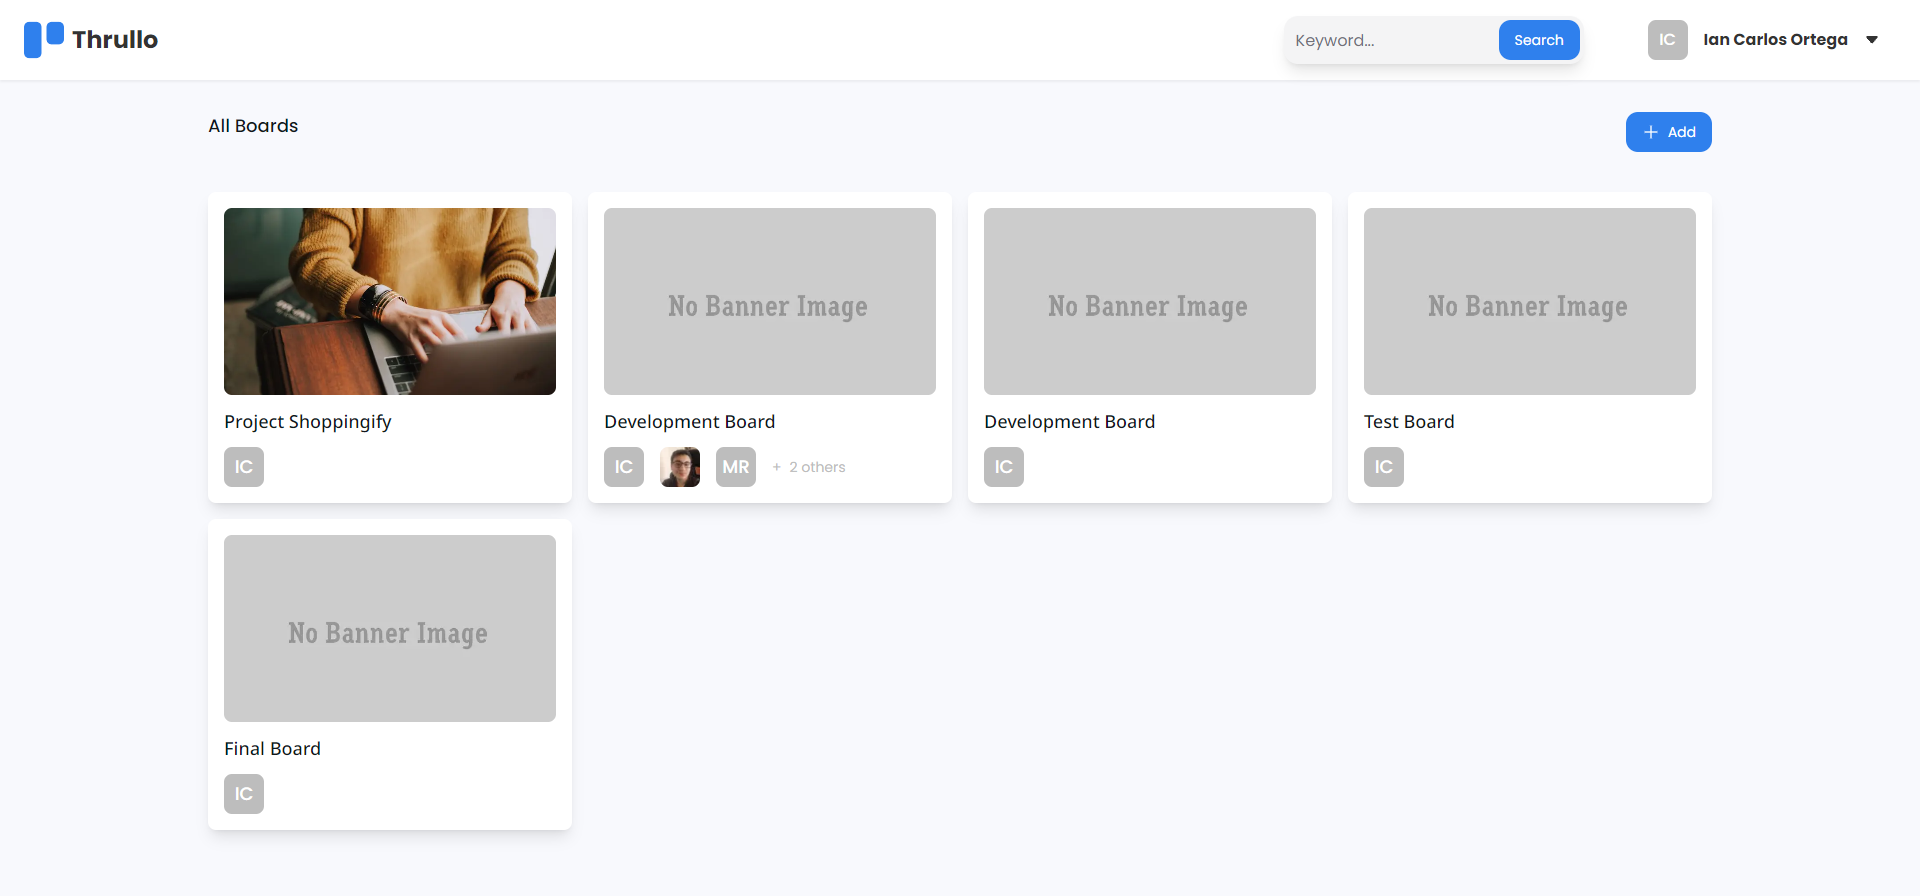 Thrullo
Keyword...
Search
IC
Ian Carlos Ortega
All Boards
+ Add
No Banner Image
No Banner Image
No Banner Image
Project Shoppingify
Development Board
Development Board
Test Board
IC
IC
MR
+ 2 others
IC
IC
No Banner Image
Final Board
IC